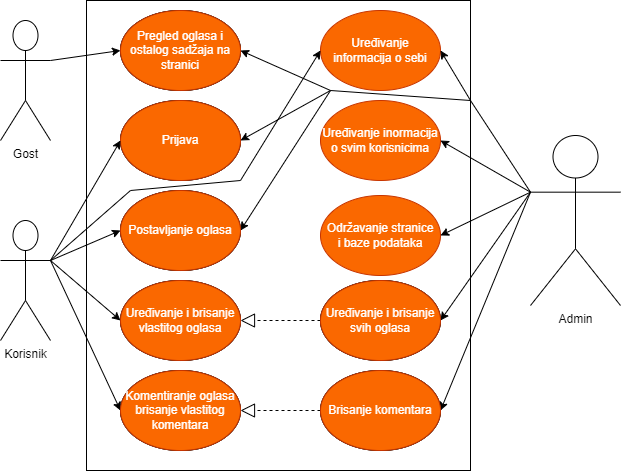 Pregled oglasa i
ostalog sadžaja na
stranici
Uređivanje
informacija o sebi
Gost
Prijava
Uređivanje inormacija
o svim korisnicima
Postavljanje oglasa
Održavanje stranice
i baze podataka
Admin
Korisnik
Uređivanje i brisanje
vlastitog oglasa
Uređivanje i brisanje
svih oglasa
Komentiranje oglasa
brisanje vlastitog
komentara
Brisanje komentara